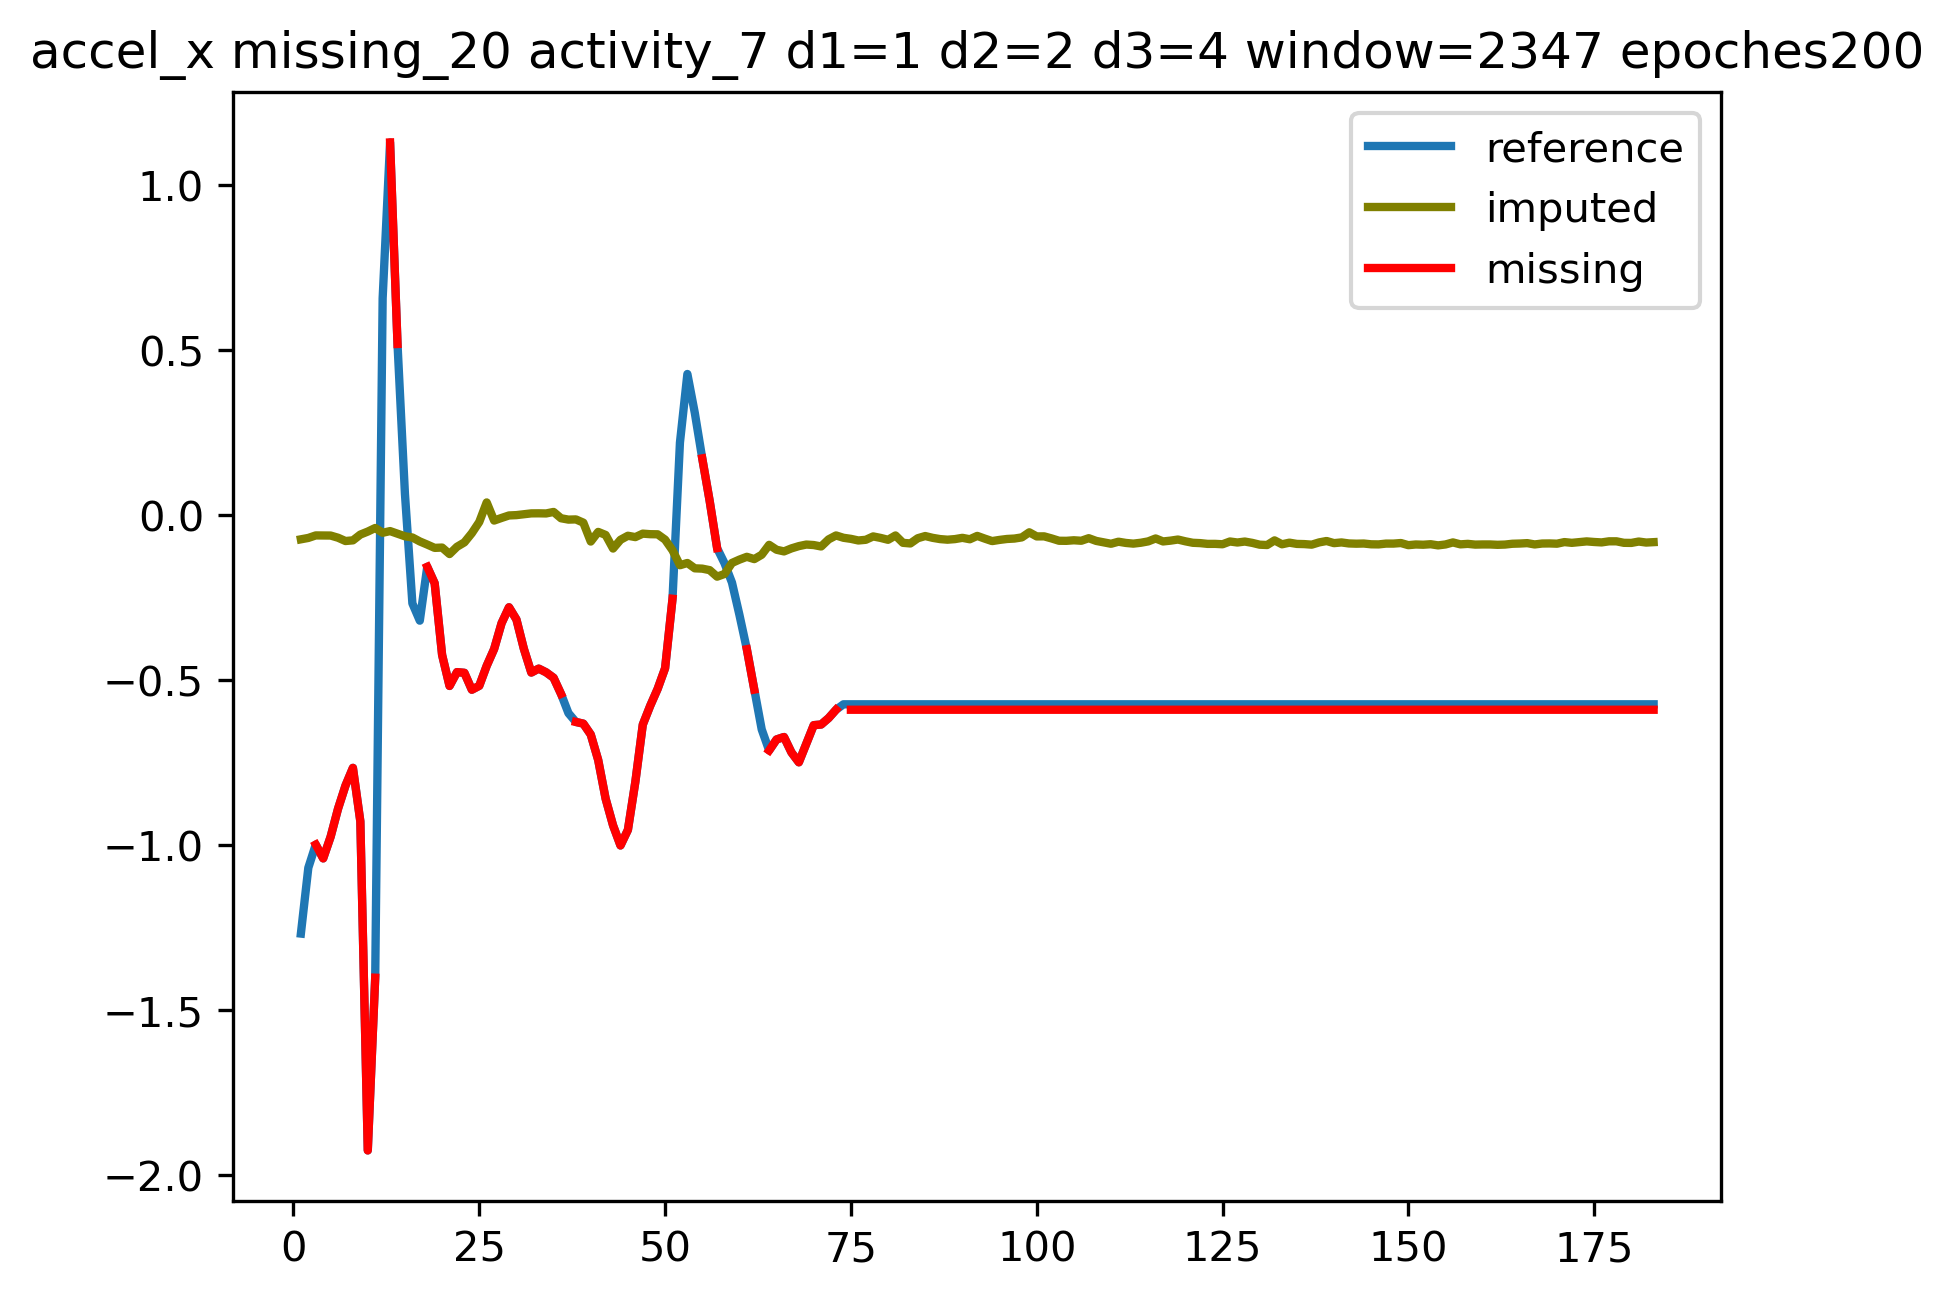 accel_x missing_20 activity_7 d1=1 d2=2 d3=4 window=2347 epoches200
reference
imputed
missing
1.0
0.5
0.0
−0.5
−1.0
−1.5
−2.0
0 25 50 75 100 125 150 175